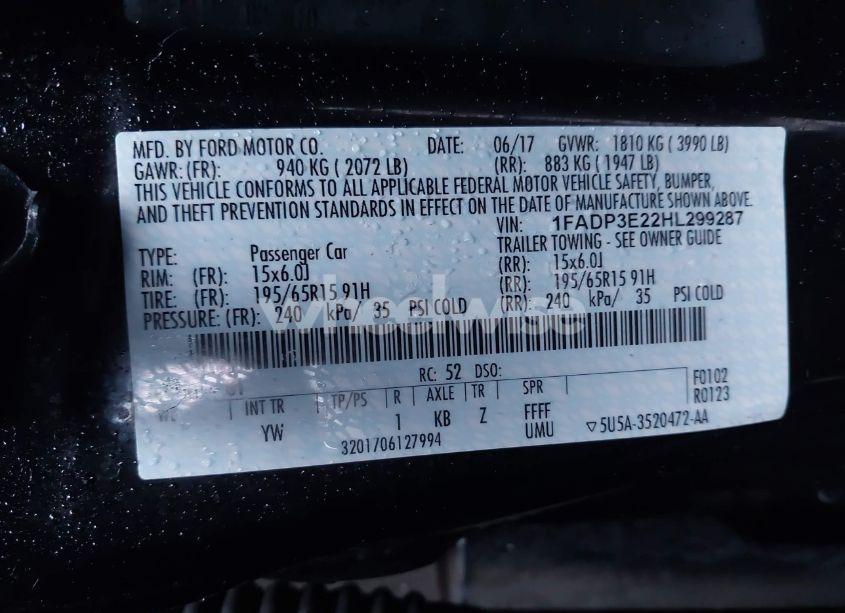 MFD. BY FORD MOTOR CO. DATE: 06/17 GVWR: 1810 KG ( 3990 LB)
GAWR: (FR): 940 KG ( 2072 LB) (RR): 883 KG ( 1947 LB)
THIS VEHICLE CONFORMS TO ALL APPLICABLE FEDERAL MOTOR VEHICLE SAFETY, BUMPER,
AND THEFT PREVENTION STANDARDS IN EFFECT ON THE DATE OF MANUFACTURE SHOWN ABOVE.
VIN: 1FADP3E22HL299287
TYPE: Passenger Car TRAILER TOWING - SEE OWNER GUIDE
RIM: (FR): 15x6.0J (RR): 15x6.0J
TIRE: (FR): 195/65R15 91H (RR): 195/65R15 91H
PRESSURE: (FR): 240 kPa/ 35 PSI COLD (RR): 240 kPa/ 35 PSI COLD
wheelwise
RC: 52 DSO:
INT TR TP/PS R AXLE TR SPR F0102
R0123
YW 1 KB Z FFFF
UMU
3201706127994 ▽5U5A-3520472-AA